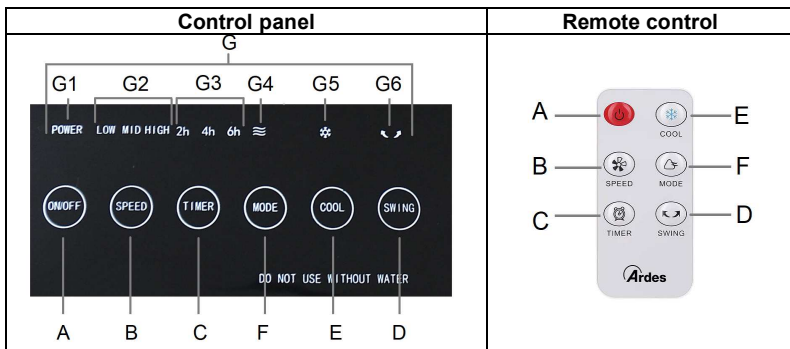 Control panel Remote control
G
G1 G2 G3 G4 G5 G6
POWER LOW MID HIGH 2h 4h 6h
ON/OFF SPEED TIMER MODE COOL SWING
DO NOT USE WITHOUT WATER
A B C F E D
A E
COOL
B F
SPEED MODE
C D
TIMER SWING
Ardes